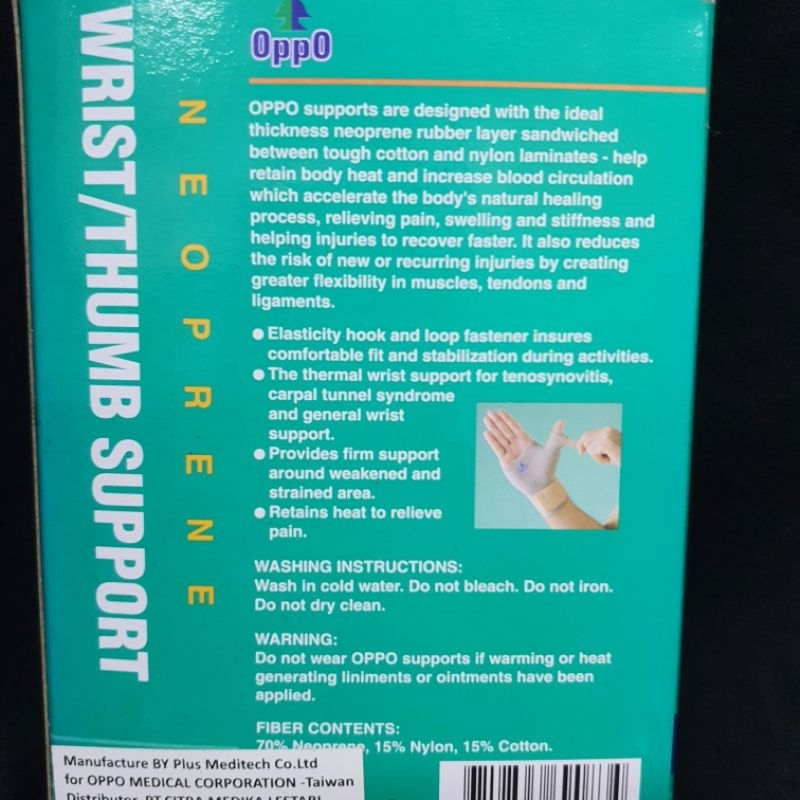 WRIST/THUMB SUPPORT
NEOPRENE
OppO
OPPO supports are designed with the ideal
thickness neoprene rubber layer sandwiched
between tough cotton and nylon laminates - help
retain body heat and increase blood circulation
which accelerate the body's natural healing
process, relieving pain, swelling and stiffness and
helping injuries to recover faster. It also reduces
the risk of new or recurring injuries by creating
greater flexibility in muscles, tendons and
ligaments.
● Elasticity hook and loop fastener insures
comfortable fit and stabilization during activities.
● The thermal wrist support for tenosynovitis,
carpal tunnel syndrome
and general wrist
support.
● Provides firm support
around weakened and
strained area.
● Retains heat to relieve
pain.
WASHING INSTRUCTIONS:
Wash in cold water. Do not bleach. Do not iron.
Do not dry clean.
WARNING:
Do not wear OPPO supports if warming or heat
generating liniments or ointments have been
applied.
FIBER CONTENTS:
70% Neoprene, 15% Nylon, 15% Cotton.
Manufacture BY Plus Meditech Co.Ltd
for OPPO MEDICAL CORPORATION -Taiwan
Distributor PT CITRA MEDIKA LESTARI